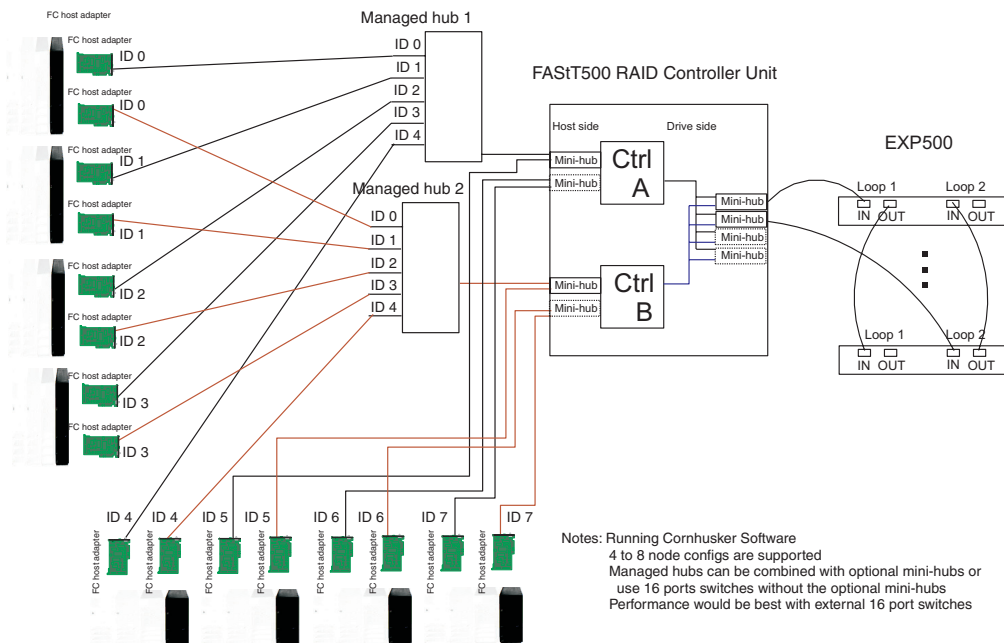 FC host adapter
Managed hub 1
FC host adapter
ID 0
ID 0
ID 1
ID 2
ID 3
ID 4
FC host adapter
ID 0
FC host adapter
ID 1
FC host adapter
ID 1
FC host adapter
ID 2
FC host adapter
ID 2
FC host adapter
ID 3
FC host adapter
ID 3
Managed hub 2
ID 0
ID 1
ID 2
ID 3
ID 4
FAStT500 RAID Controller Unit
Host side
Drive side
Mini-hub
Mini-hub
Ctrl
A
Mini-hub
Mini-hub
Mini-hub
Mini-hub
Mini-hub
Mini-hub
Ctrl
B
EXP500
Loop 1
Loop 2
IN
OUT
IN
OUT
Loop 1
Loop 2
IN
OUT
IN
OUT
ID 4
ID 4
ID 5
ID 5
ID 6
ID 6
ID 7
ID 7
FC host adapter
FC host adapter
FC host adapter
FC host adapter
FC host adapter
FC host adapter
FC host adapter
FC host adapter
Notes: Running Cornhusker Software
4 to 8 node configs are supported
Managed hubs can be combined with optional mini-hubs or
use 16 ports switches without the optional mini-hubs
Performance would be best with external 16 port switches